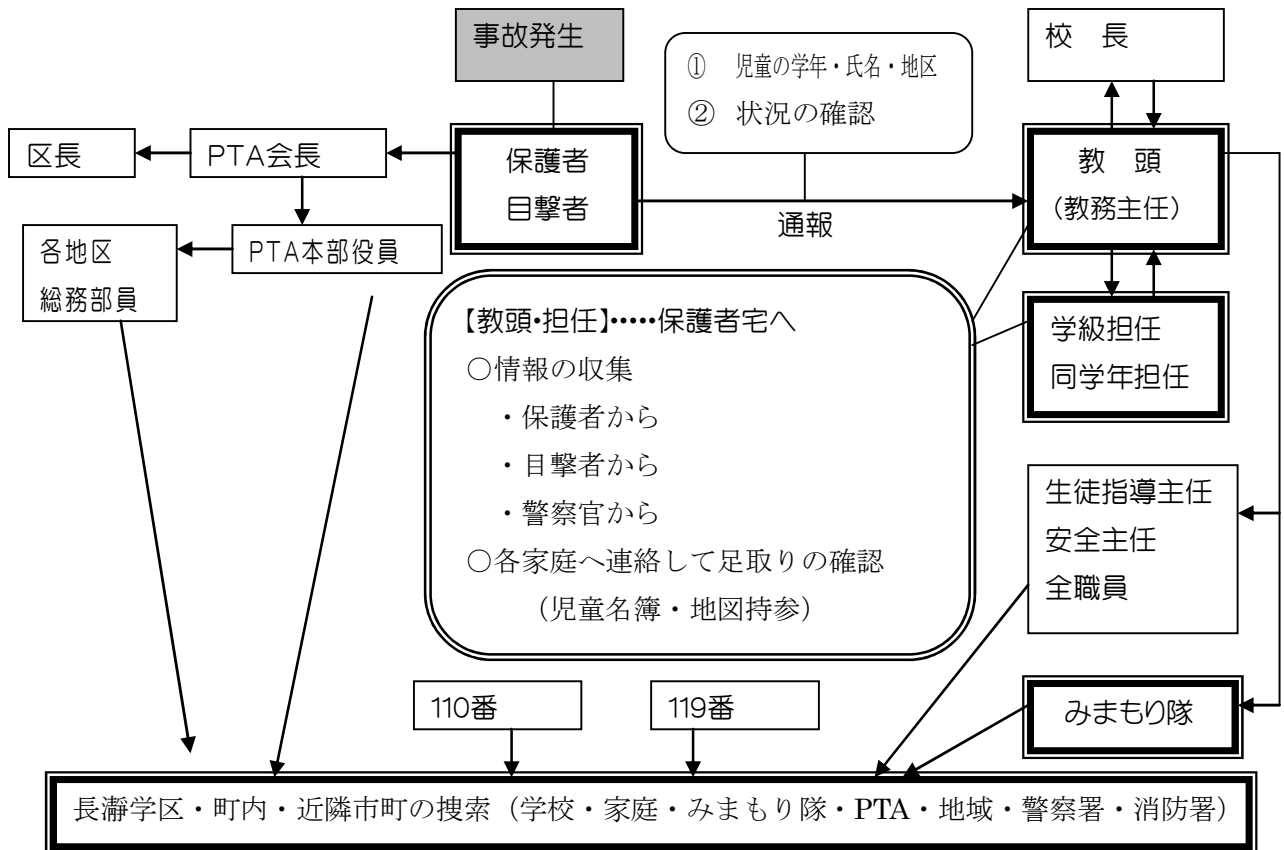 事故発生
校　長
①　児童の学年・氏名・地区
②　状況の確認
区長
PTA会長
保護者
目撃者
教　頭
（教務主任）
通報
各地区
総務部員
PTA本部役員
【教頭・担任】……保護者宅へ
○情報の収集
・保護者から
・目撃者から
・警察官から
○各家庭へ連絡して足取りの確認
（児童名簿・地図持参）
学級担任
同学年担任
生徒指導主任
安全主任
全職員
110番
119番
みまもり隊
長瀞学区・町内・近隣市町の捜索（学校・家庭・みまもり隊・PTA・地域・警察署・消防署）